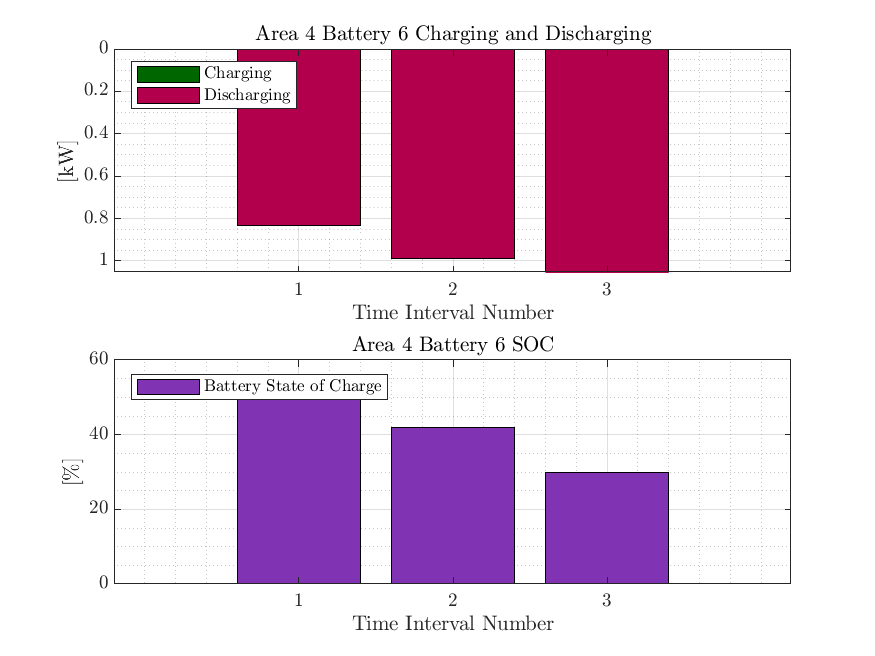 Area 4 Battery 6 Charging and Discharging
0
0.2
0.4
0.6
0.8
1
[kW]
Charging
Discharging
1 2 3
Time Interval Number
Area 4 Battery 6 SOC
60
40
20
0
[%]
Battery State of Charge
1 2 3
Time Interval Number